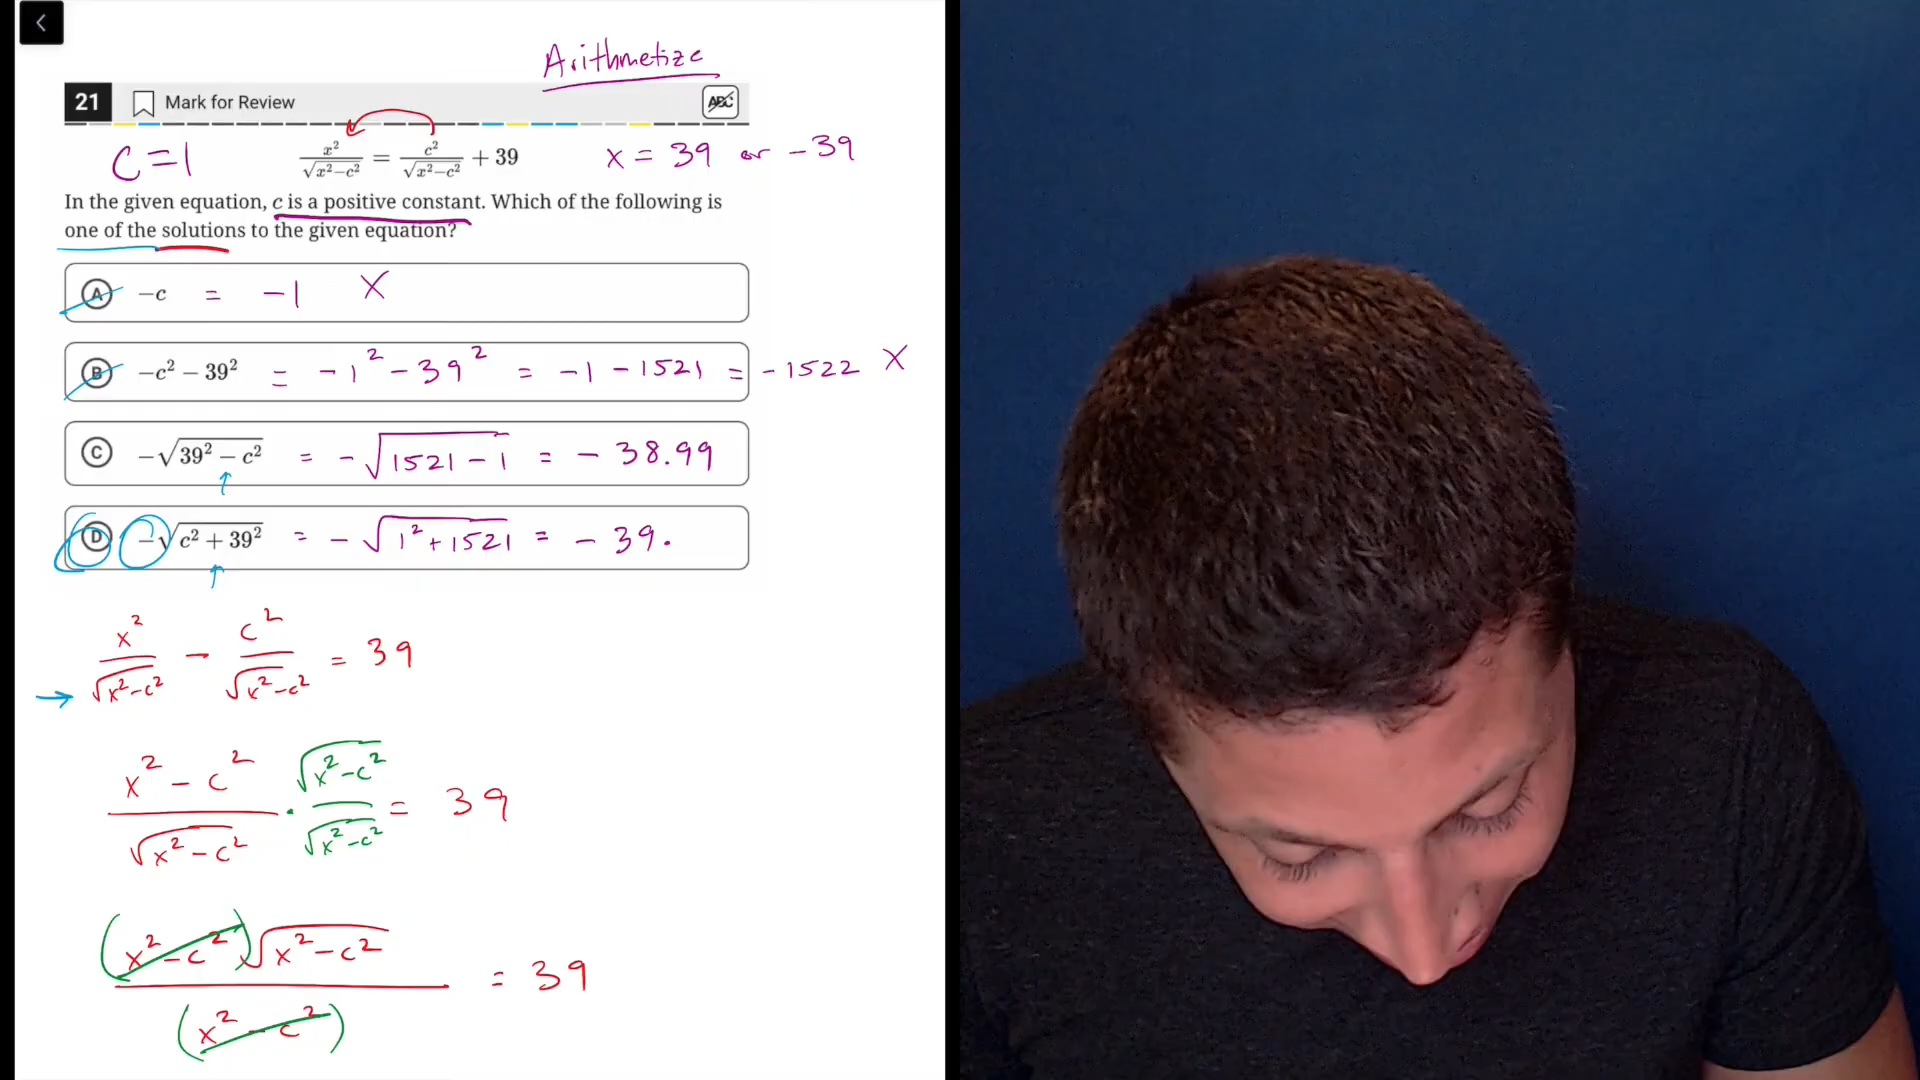 Arithmetize
21 Mark for Review ABC
C = 1
x²/√(x²−c²) = c²/√(x²−c²) + 39
x = 39 or −39
In the given equation, c is a positive constant. Which of the following is
one of the solutions to the given equation?
A −c = −1 X
B −c² − 39² = −1² − 39² = −1 − 1521 = −1522 X
C −√(39² − c²) = −√(1521 − 1) = −38.99
D −√(c² + 39²) = −√(1² + 1521) = −39.
x²/√(x²−c²) − c²/√(x²−c²) = 39
(x² − c²)/√(x²−c²) · √(x²−c²)/√(x²−c²) = 39
(x² − c²)√(x²−c²)/(x² − c²) = 39